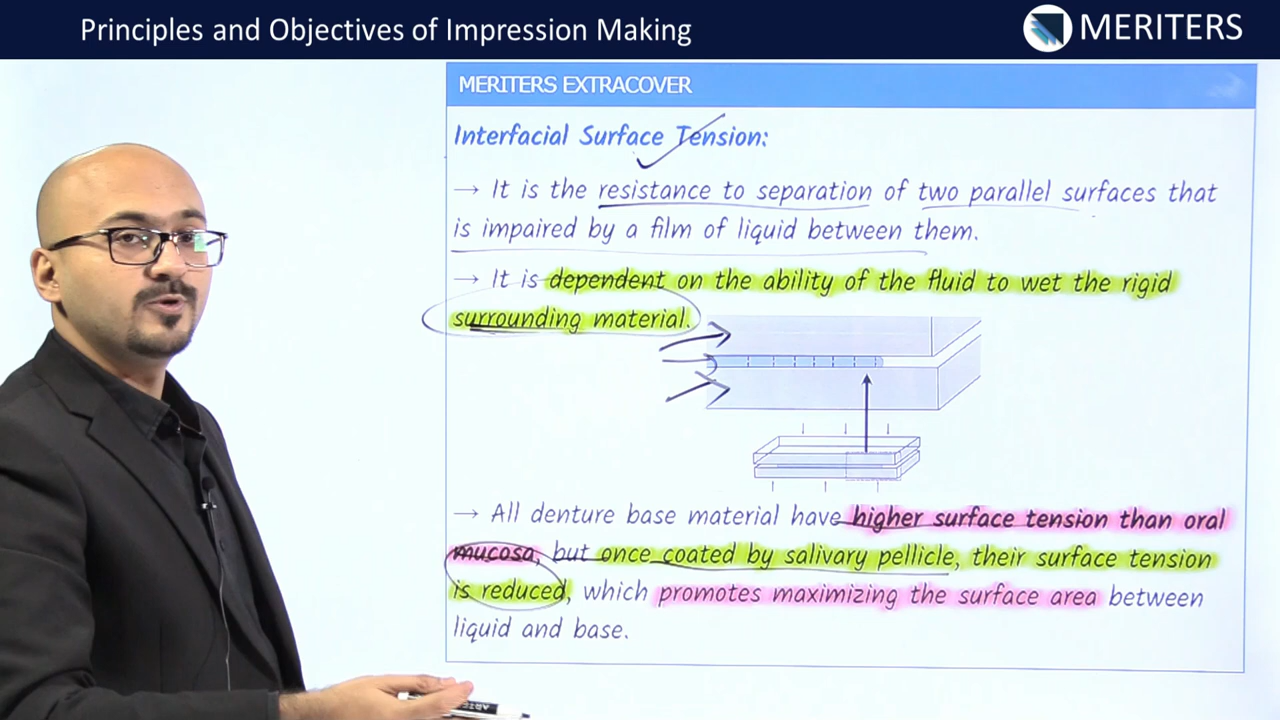 Principles and Objectives of Impression Making
MERITERS
MERITERS EXTRACOVER
Interfacial Surface Tension:
→ It is the resistance to separation of two parallel surfaces that
is impaired by a film of liquid between them.
→ It is dependent on the ability of the fluid to wet the rigid
surrounding material.
→ All denture base material have higher surface tension than oral
mucosa, but once coated by salivary pellicle, their surface tension
is reduced, which promotes maximizing the surface area between
liquid and base.